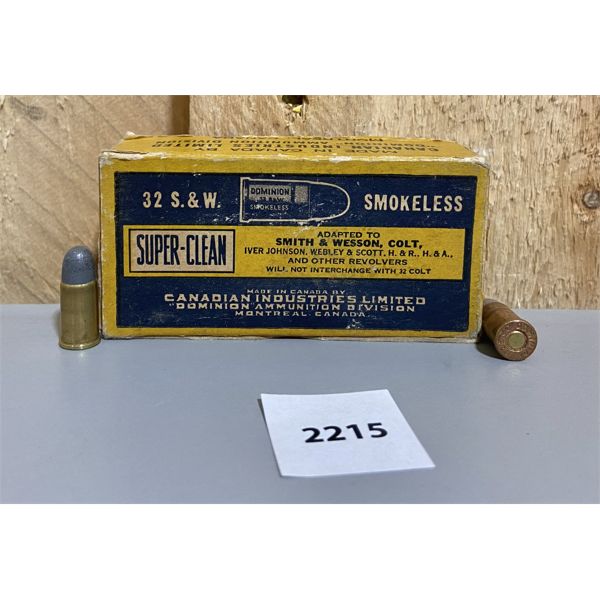 32 S.&W.
DOMINION
32 S.&W.
SMOKELESS
SMOKELESS
SUPER-CLEAN
ADAPTED TO
SMITH & WESSON, COLT,
IVER JOHNSON, WEBLEY & SCOTT, H. & R., H. & A.,
AND OTHER REVOLVERS
WILL NOT INTERCHANGE WITH 32 COLT
MADE IN CANADA BY
CANADIAN INDUSTRIES LIMITED
"DOMINION" AMMUNITION DIVISION
MONTREAL, CANADA
2215